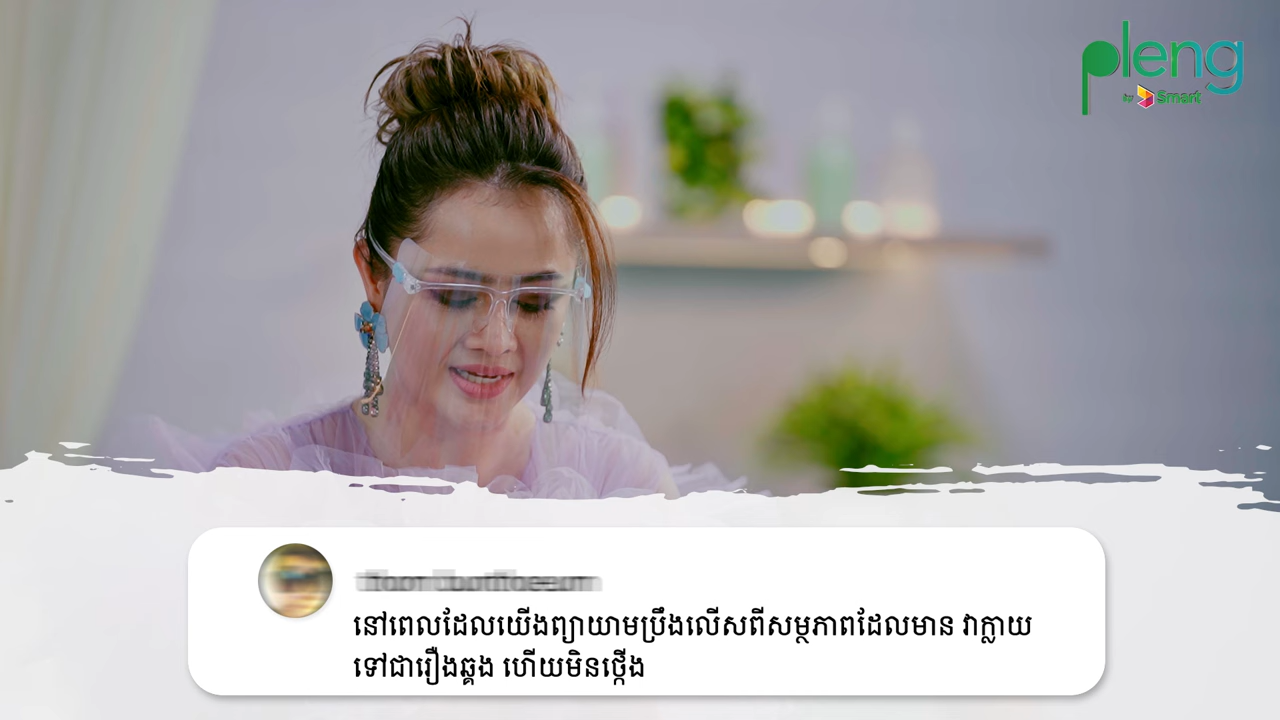 pleng
by Smart
នៅពេលដែលយើងព្យាយាមប្រឹងលើសពីសម្ថភាពដែលមាន វាក្លាយ
ទៅជារឿងឆ្គង ហើយមិនថ្កើង